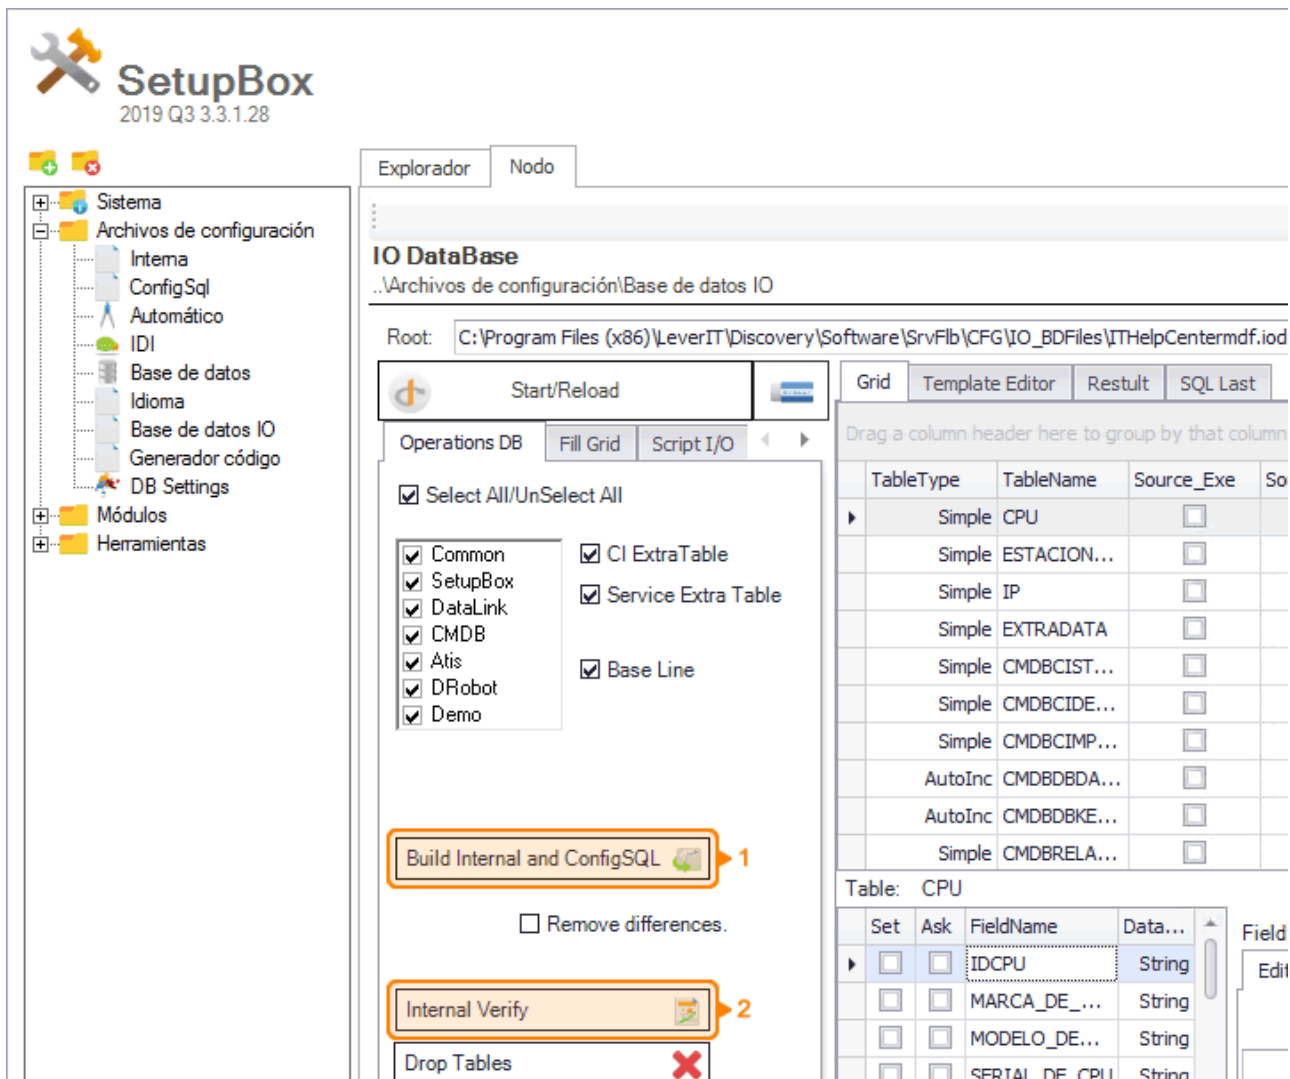 SetupBox
2019 Q3 3.3.1.28
Explorador
Nodo
Sistema
Archivos de configuración
Interna
ConfigSql
Automático
IDI
Base de datos
Idioma
Base de datos IO
Generador código
DB Settings
Módulos
Herramientas
IO DataBase
..\Archivos de configuración\Base de datos IO
Root: C:\Program Files (x86)\LeverIT\Discovery\Software\SrvFlb\CFG\IO_BDFiles\ITHelpCentermdf.iod
Start/Reload
Operations DB Fill Grid Script I/O
Select All/UnSelect All
Common
SetupBox
DataLink
CMDB
Atis
DRobot
Demo
CI ExtraTable
Service Extra Table
Base Line
Build Internal and ConfigSQL 1
Remove differences.
Internal Verify 2
Drop Tables
Grid Template Editor Restult SQL Last
Drag a column header here to group by that column
TableType TableName Source_Exe So
Simple CPU
Simple ESTACION...
Simple IP
Simple EXTRADATA
Simple CMDBCIST...
Simple CMDBCIDE...
Simple CMDBCIMP...
AutoInc CMDBDBDA...
AutoInc CMDBDBKE...
Simple CMDBRELA...
Table: CPU
Set Ask FieldName Data...
IDCPU String
MARCA_DE_... String
MODELO_DE... String
SERIAL_DE_CPU String
Field
Edit